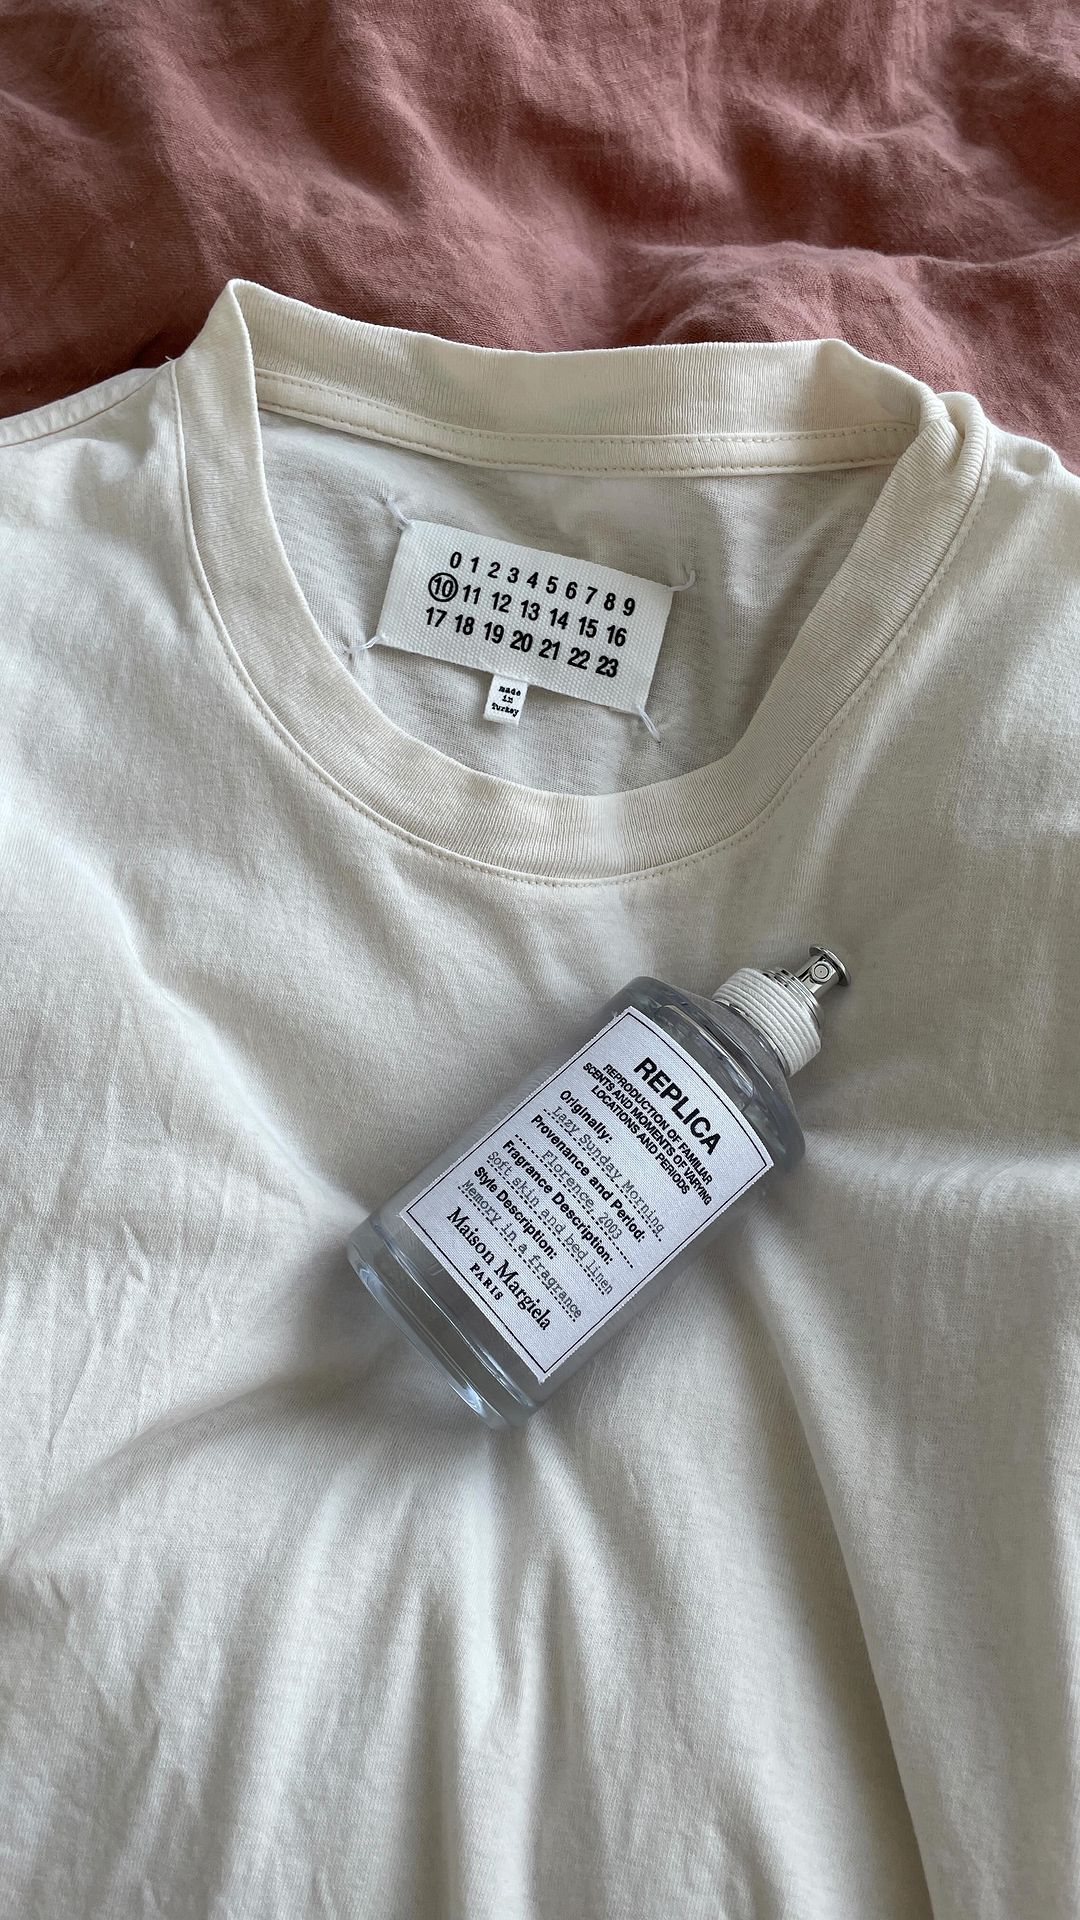 0 1 2 3 4 5 6 7 8 9
10 11 12 13 14 15 16
17 18 19 20 21 22 23
made
in
Turkey
REPLICA
REPRODUCTION OF FAMILIAR
SCENTS AND MOMENTS OF VARYING
LOCATIONS AND PERIODS
Originally:
Lazy Sunday Morning
Provenance and Period:
Florence, 2003
Fragrance Description:
Soft skin and bed linen
Style Description:
Memory in a fragrance
Maison Margiela
PARIS